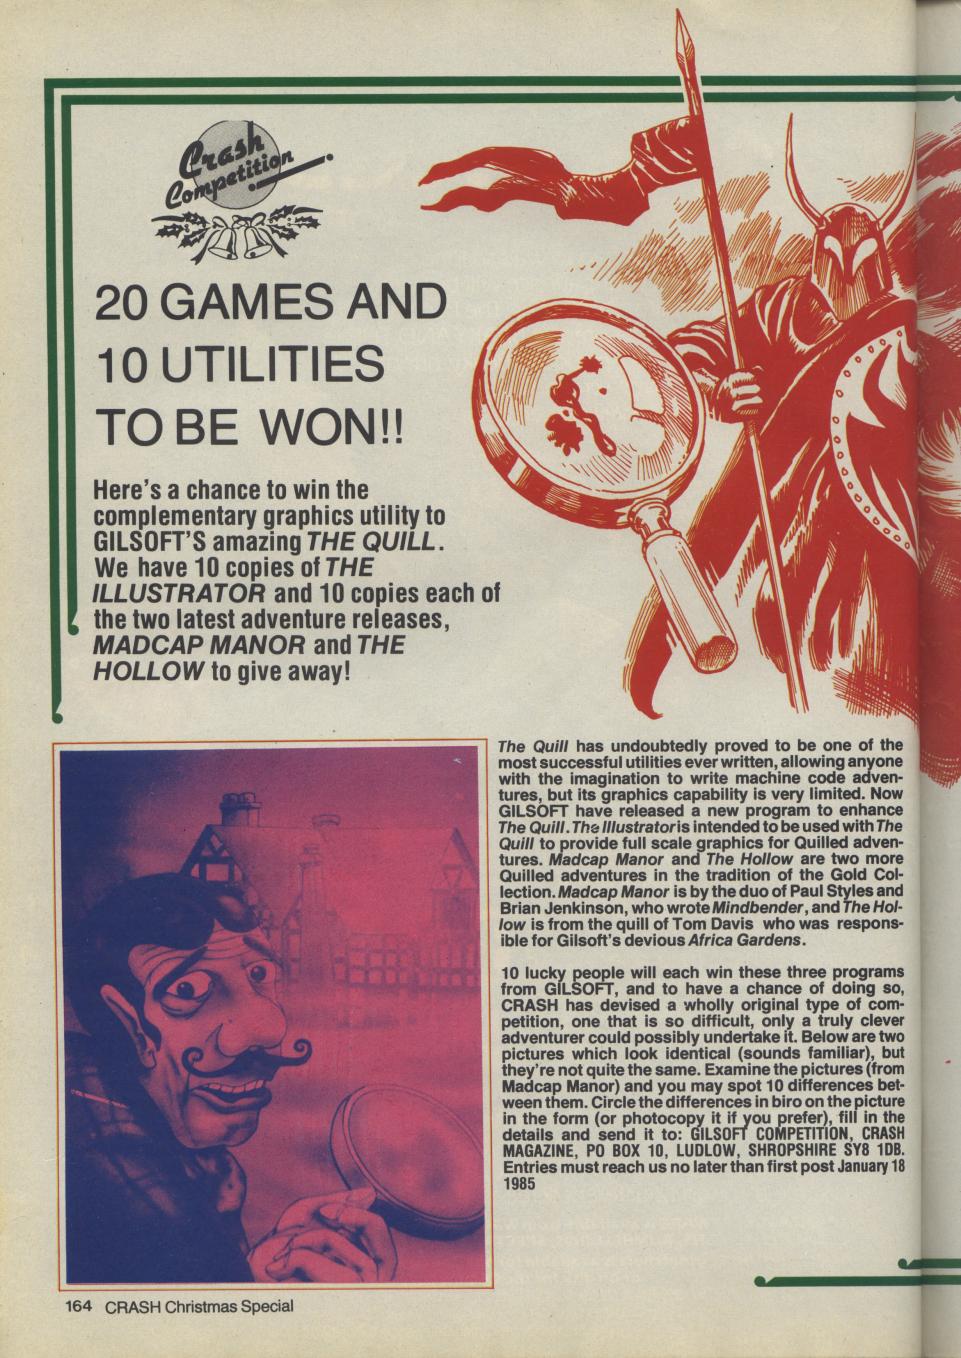 Crash
Competition
20 GAMES AND
10 UTILITIES
TO BE WON!!
Here's a chance to win the
complementary graphics utility to
GILSOFT'S amazing THE QUILL.
We have 10 copies of THE
ILLUSTRATOR and 10 copies each of
the two latest adventure releases,
MADCAP MANOR and THE
HOLLOW to give away!
The Quill has undoubtedly proved to be one of the
most successful utilities ever written, allowing anyone
with the imagination to write machine code adven-
tures, but its graphics capability is very limited. Now
GILSOFT have released a new program to enhance
The Quill. The Illustrator is intended to be used with The
Quill to provide full scale graphics for Quilled adven-
tures. Madcap Manor and The Hollow are two more
Quilled adventures in the tradition of the Gold Col-
lection. Madcap Manor is by the duo of Paul Styles and
Brian Jenkinson, who wrote Mindbender, and The Hol-
low is from the quill of Tom Davis who was respons-
ible for Gilsoft's devious Africa Gardens.
10 lucky people will each win these three programs
from GILSOFT, and to have a chance of doing so,
CRASH has devised a wholly original type of com-
petition, one that is so difficult, only a truly clever
adventurer could possibly undertake it. Below are two
pictures which look identical (sounds familiar), but
they're not quite the same. Examine the pictures (from
Madcap Manor) and you may spot 10 differences bet-
ween them. Circle the differences in biro on the picture
in the form (or photocopy it if you prefer), fill in the
details and send it to: GILSOFT COMPETITION, CRASH
MAGAZINE, PO BOX 10, LUDLOW, SHROPSHIRE SY8 1DB.
Entries must reach us no later than first post January 18
1985
164 CRASH Christmas Special